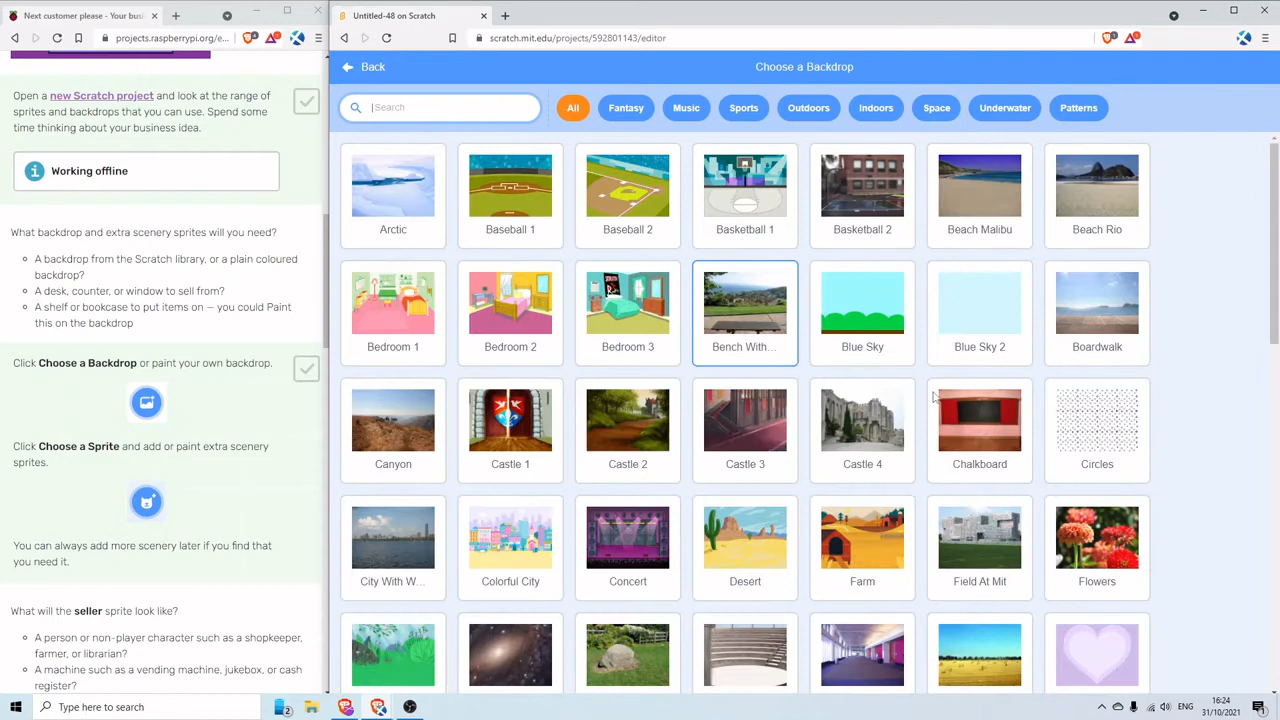 Next customer please - Your busi
Untitled-48 on Scratch
projects.raspberrypi.org/e...
scratch.mit.edu/projects/592801143/editor
Back
Choose a Backdrop
Search
All
Fantasy
Music
Sports
Outdoors
Indoors
Space
Underwater
Patterns
Open a new Scratch project and look at the range
of sprites and backdrops that you can use. Spend some
time thinking about your business idea.
Working offline
What backdrop and extra scenery sprites will you need?
A backdrop from the Scratch library, or a plain coloured
backdrop?
A desk, counter, or window to sell from?
A shelf or bookcase to put items on — you could Paint
this on the backdrop
Click Choose a Backdrop or paint your own backdrop.
Click Choose a Sprite and add or paint extra scenery
sprites.
You can always add more scenery later if you find that
you need it.
What will the seller sprite look like?
A person or non-player character such as a shopkeeper,
farmer, or librarian?
A machine such as a vending machine, jukebox, or cash
register?
Arctic
Baseball 1
Baseball 2
Basketball 1
Basketball 2
Beach Malibu
Beach Rio
Bedroom 1
Bedroom 2
Bedroom 3
Bench With...
Blue Sky
Blue Sky 2
Boardwalk
Canyon
Castle 1
Castle 2
Castle 3
Castle 4
Chalkboard
Circles
City With W...
Colorful City
Concert
Desert
Farm
Field At Mit
Flowers
Type here to search
2
ENG
16:24
31/10/2021